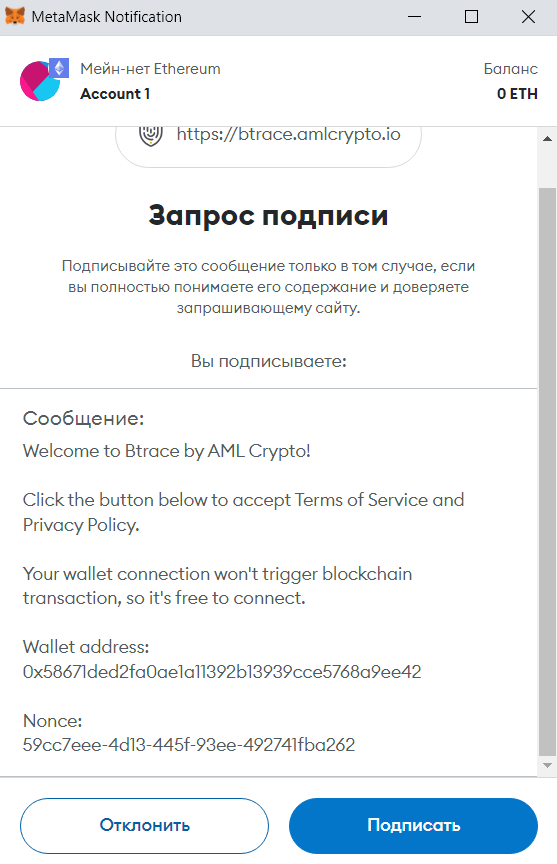 MetaMask Notification
Мейн-нет Ethereum
Баланс
Account 1
0 ETH
https://btrace.amlcrypto.io
Запрос подписи
Подписывайте это сообщение только в том случае, если
вы полностью понимаете его содержание и доверяете
запрашивающему сайту.
Вы подписываете:
Сообщение:
Welcome to Btrace by AML Crypto!
Click the button below to accept Terms of Service and
Privacy Policy.
Your wallet connection won't trigger blockchain
transaction, so it's free to connect.
Wallet address:
0x58671ded2fa0ae1a11392b13939cce5768a9ee42
Nonce:
59cc7eee-4d13-445f-93ee-492741fba262
Отклонить
Подписать